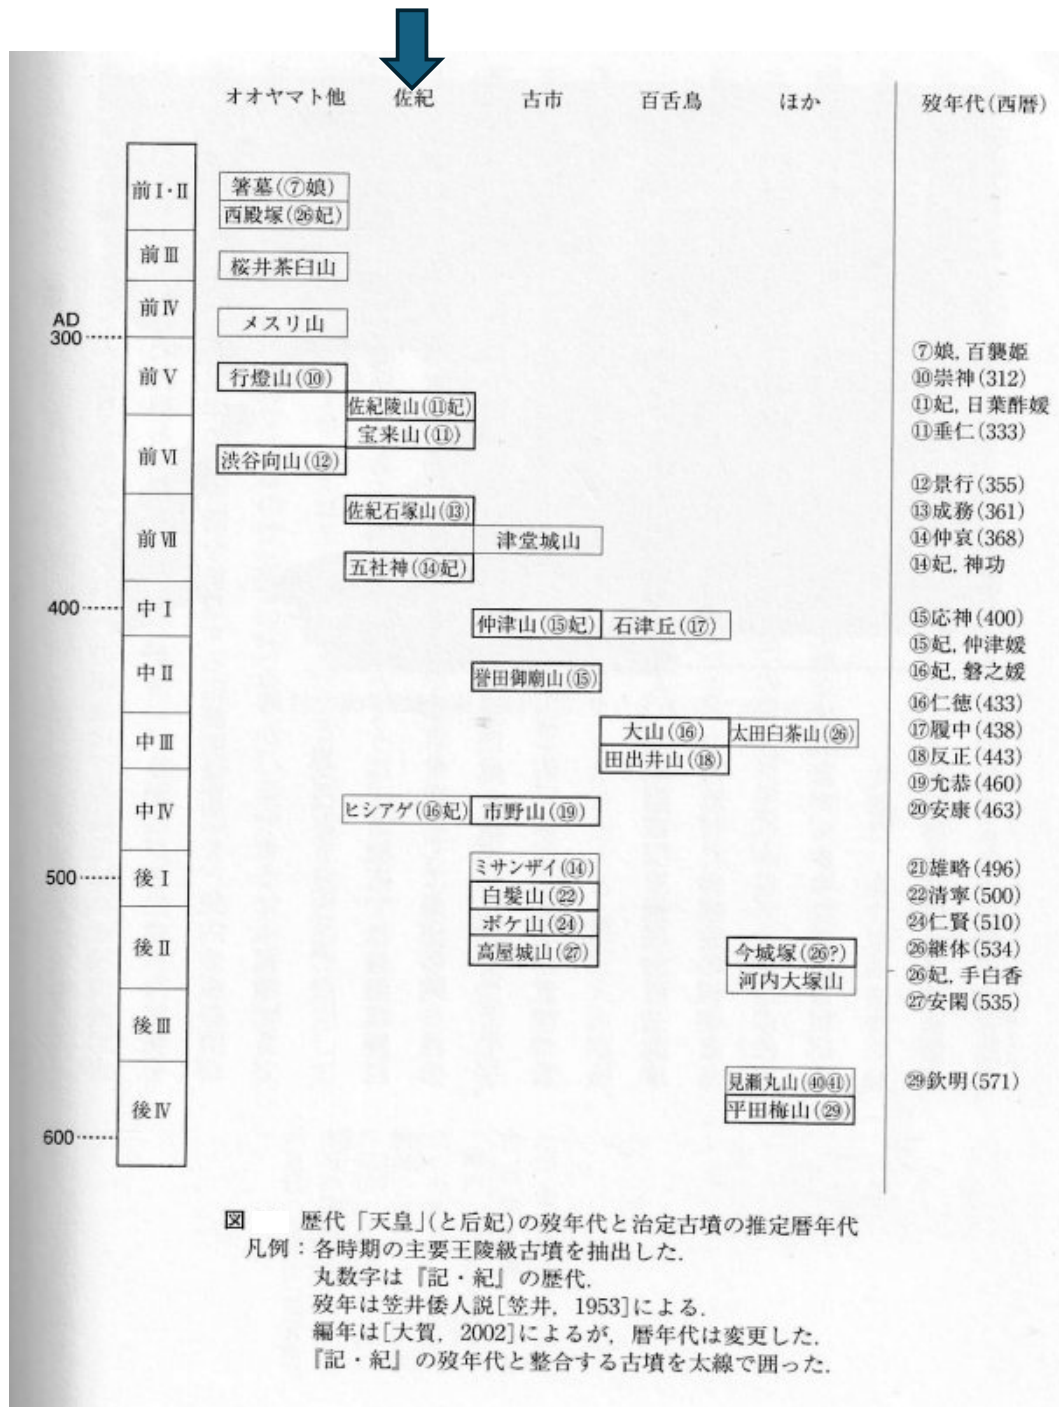 オオヤマト他 佐紀 古市 百舌鳥 ほか 歿年代(西暦)
前Ⅰ・Ⅱ
箸墓(⑦娘)
西殿塚(㉖妃)
前Ⅲ
桜井茶臼山
前Ⅳ
メスリ山
AD
300
前Ⅴ
行燈山(⑩)
佐紀陵山(⑪妃)
宝来山(⑪)
前Ⅵ
渋谷向山(⑫)
佐紀石塚山(⑬)
前Ⅶ
津堂城山
五社神(⑭妃)
400
中Ⅰ
仲津山(⑮妃) 石津丘(⑰)
中Ⅱ
誉田御廟山(⑮)
中Ⅲ
大山(⑯) 太田臼茶山(㉖)
田出井山(⑱)
中Ⅳ
ヒシアゲ(⑯妃) 市野山(⑲)
500
後Ⅰ
ミサンザイ(⑭)
白髪山(㉒)
ボケ山(㉔)
後Ⅱ
高屋城山(㉗) 今城塚(㉖?)
河内大塚山
後Ⅲ
見瀬丸山(㊵㊶)
後Ⅳ
平田梅山(㉙)
600
⑦娘, 百襲姫
⑩崇神(312)
⑪妃, 日葉酢媛
⑪垂仁(333)
⑫景行(355)
⑬成務(361)
⑭仲哀(368)
⑭妃, 神功
⑮応神(400)
⑮妃, 仲津媛
⑯妃, 磐之媛
⑯仁徳(433)
⑰履中(438)
⑱反正(443)
⑲允恭(460)
⑳安康(463)
㉑雄略(496)
㉒清寧(500)
㉔仁賢(510)
㉖継体(534)
㉖妃, 手白香
㉗安閑(535)
㉙欽明(571)
図 歴代「天皇」(と后妃)の歿年代と治定古墳の推定暦年代
凡例：各時期の主要王陵級古墳を抽出した.
丸数字は『記・紀』の歴代.
歿年は笠井倭人説[笠井, 1953]による.
編年は[大賀, 2002]によるが, 暦年代は変更した.
『記・紀』の歿年代と整合する古墳を太線で囲った.